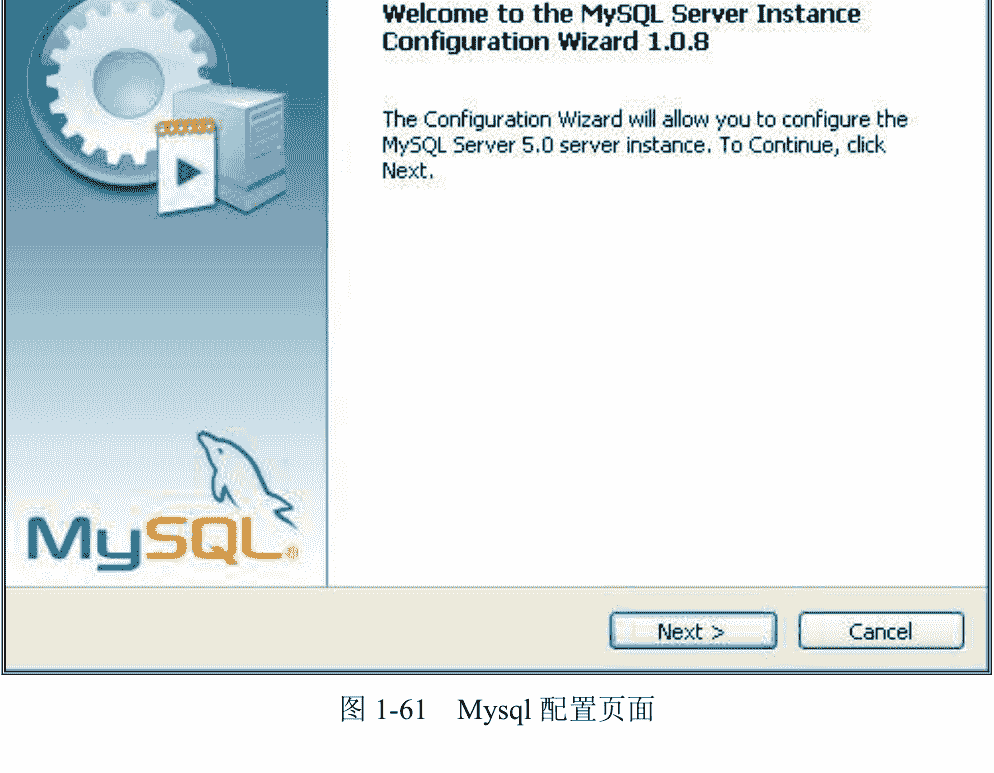 Welcome to the MySQL Server Instance
Configuration Wizard 1.0.8
The Configuration Wizard will allow you to configure the
MySQL Server 5.0 server instance. To Continue, click
Next.
MySQL®
Next >
Cancel
图 1-61 Mysql 配置页面